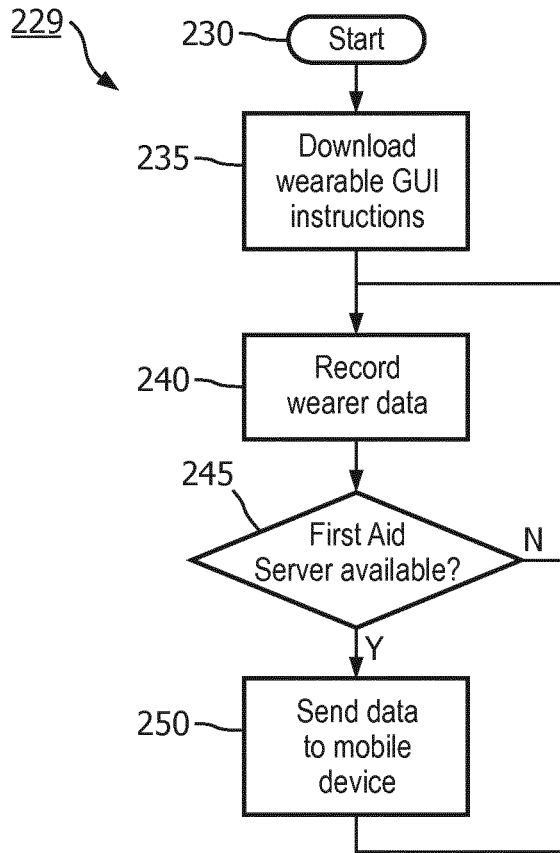 229
230
Start
235
Download
wearable GUI
instructions
240
Record
wearer data
245
First Aid
Server available?
N
Y
250
Send data
to mobile
device